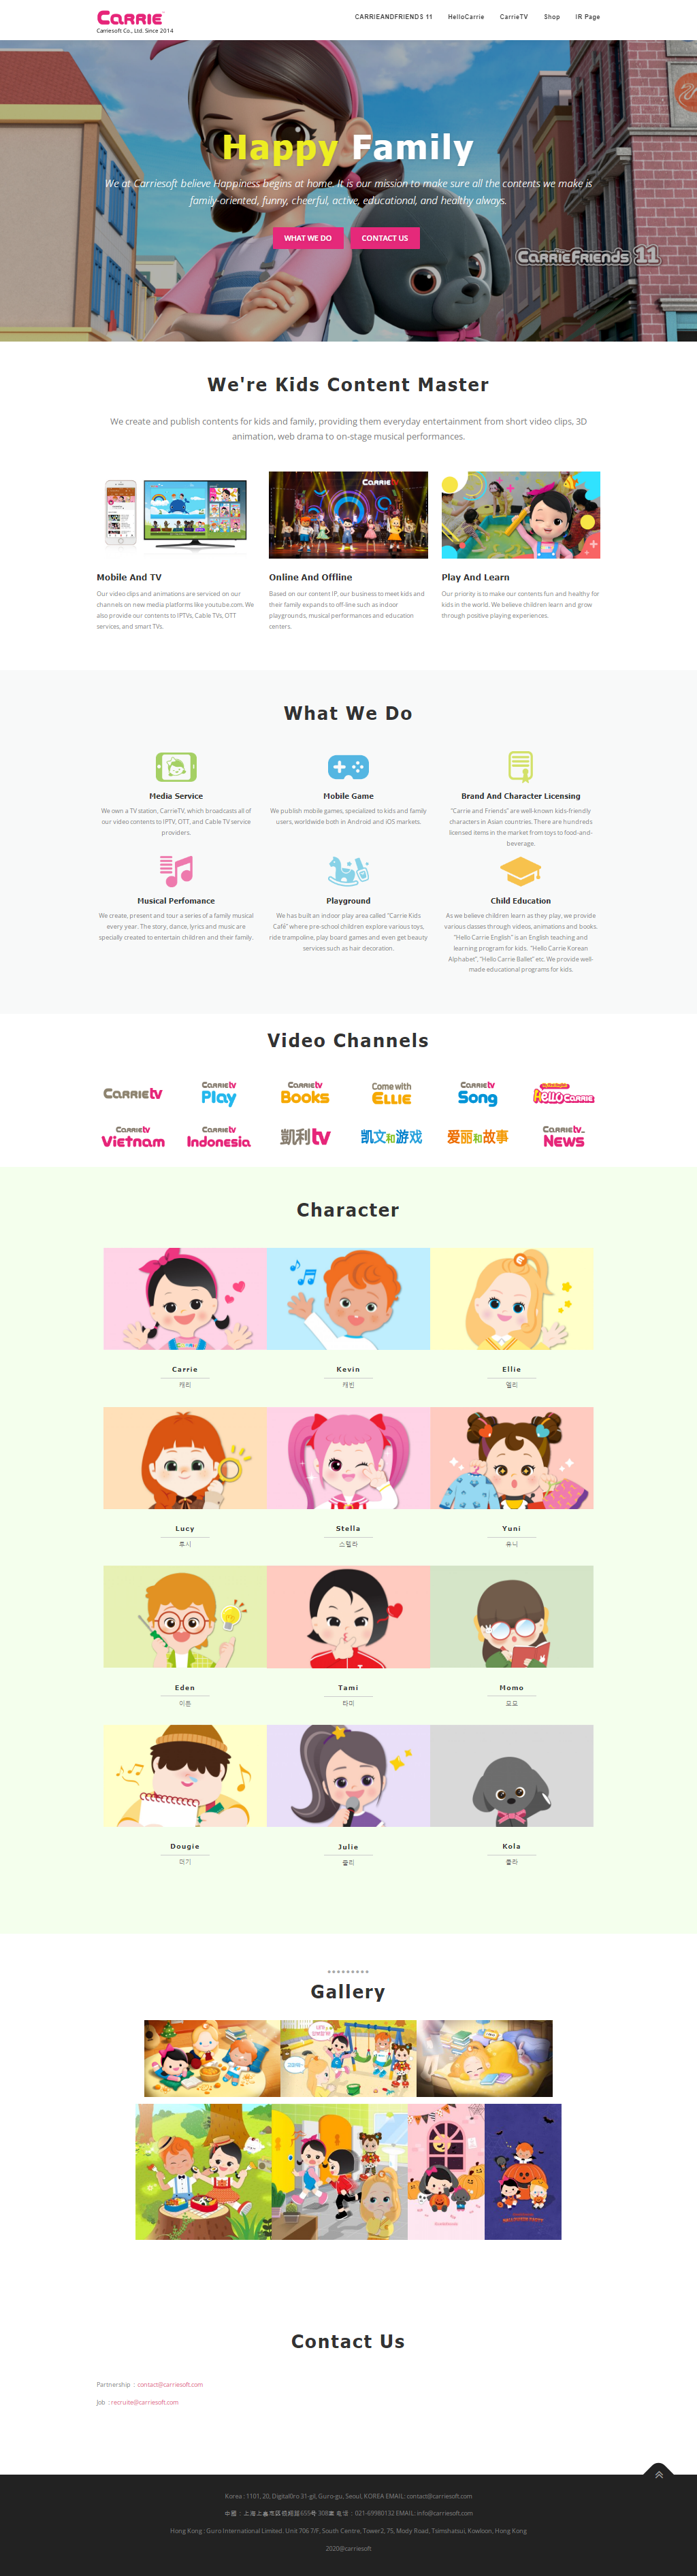 CARRIE
Carriesoft Co., Ltd. Since 2014
CARRIEANDFRIENDS 11 HelloCarrie CarrieTV Shop IR Page
Happy Family
We at Carriesoft believe Happiness begins at home. It is our mission to make sure all the contents we make is
family-oriented, funny, cheerful, active, educational, and healthy always.
WHAT WE DO CONTACT US
CARRIEFRIENDS 11
We're Kids Content Master
We create and publish contents for kids and family, providing them everyday entertainment from short video clips, 3D
animation, web drama to on-stage musical performances.
CARRIEtv
Mobile And TV
Our video clips and animations are serviced on our
channels on new media platforms like youtube.com. We
also provide our contents to IPTVs, Cable TVs, OTT
services, and smart TVs.
Online And Offline
Based on our content IP, our business to meet kids and
their family expands to off-line such as indoor
playgrounds, musical performances and education
centers.
Play And Learn
Our priority is to make our contents fun and healthy for
kids in the world. We believe children learn and grow
through positive playing experiences.
What We Do
Media Service
We own a TV station, CarrieTV, which broadcasts all of
our video contents to IPTV, OTT, and Cable TV service
providers.
Mobile Game
We publish mobile games, specialized to kids and family
users, worldwide both in Android and iOS markets.
Brand And Character Licensing
"Carrie and Friends" are well-known kids-friendly
characters in Asian countries. There are hundreds
licensed items in the market from toys to food-and-
beverage.
Musical Perfomance
We create, present and tour a series of a family musical
every year. The story, dance, lyrics and music are
specially created to entertain children and their family.
Playground
We has built an indoor play area called "Carrie Kids
Café" where pre-school children explore various toys,
ride trampoline, play board games and even get beauty
services such as hair decoration.
Child Education
As we believe children learn as they play, we provide
various classes through videos, animations and books.
"Hello Carrie English" is an English teaching and
learning program for kids. "Hello Carrie Korean
Alphabet", "Hello Carrie Ballet" etc. We provide well-
made educational programs for kids.
Video Channels
CARRIEtv
CARRIEtv Play
CARRIEtv Books
Come with ELLIE
CARRIEtv Song
Hello CARRIE
CARRIEtv Vietnam
CARRIEtv Indonesia
凱利tv
凯文和游戏
爱丽和故事
CARRIEtv NEWS
Character
Carrie Kevin Ellie
캐리 캐빈 엘리
Lucy Stella Yuni
루시 스텔라 유니
Eden Tami Momo
이든 타미 모모
Dougie Julie Kola
더기 줄리 콜라
Gallery
Contact Us
Partnership : contact@carriesoft.com
Job : recruite@carriesoft.com
Korea : 1101, 20, DigitalOro 31-gil, Guro-gu, Seoul, KOREA EMAIL: contact@carriesoft.com
655号 308室 电话 : 021-69980132 EMAIL: info@carriesoft.com
Hong Kong : Guro International Limited. Unit 706 7/F, South Centre, Tower2, 75, Mody Road, Tsimshatsui, Kowloon, Hong Kong
2020@carriesoft